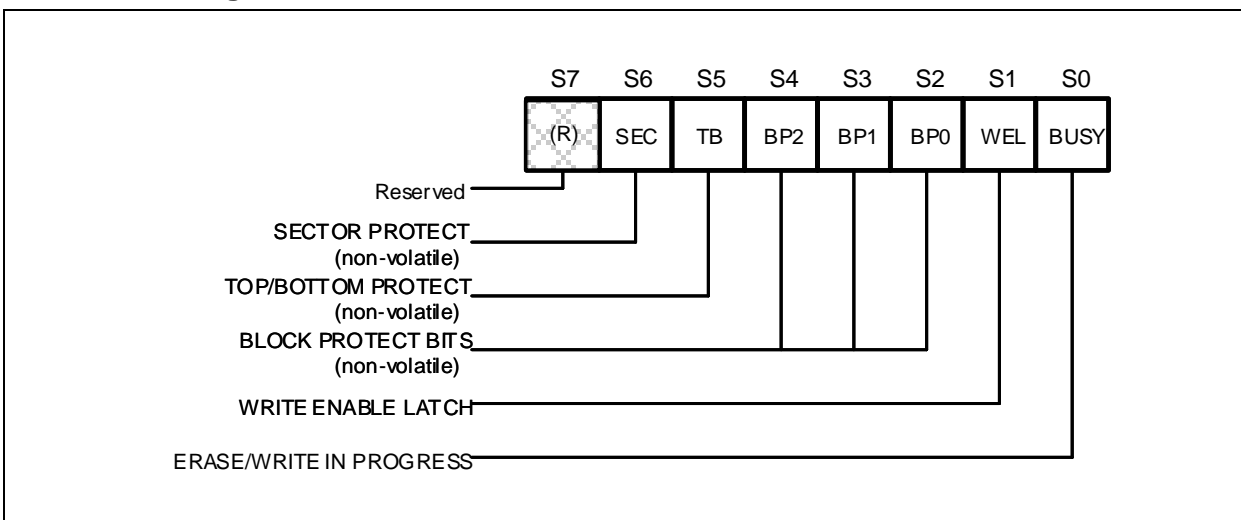 S7 S6 S5 S4 S3 S2 S1 S0
(R) SEC TB BP2 BP1 BP0 WEL BUSY
Reserved
SECTOR PROTECT
(non-volatile)
TOP/BOTTOM PROTECT
(non-volatile)
BLOCK PROTECT BITS
(non-volatile)
WRITE ENABLE LATCH
ERASE/WRITE IN PROGRESS